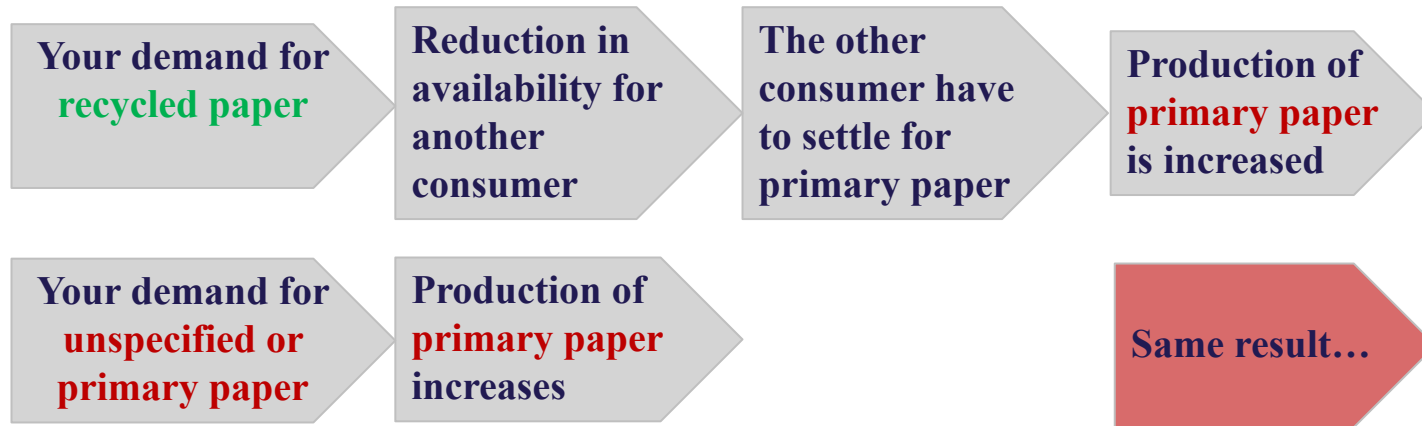 Your demand for
recycled paper
Reduction in
availability for
another
consumer
The other
consumer have
to settle for
primary paper
Production of
primary paper
is increased
Your demand for
unspecified or
primary paper
Production of
primary paper
increases
Same result…